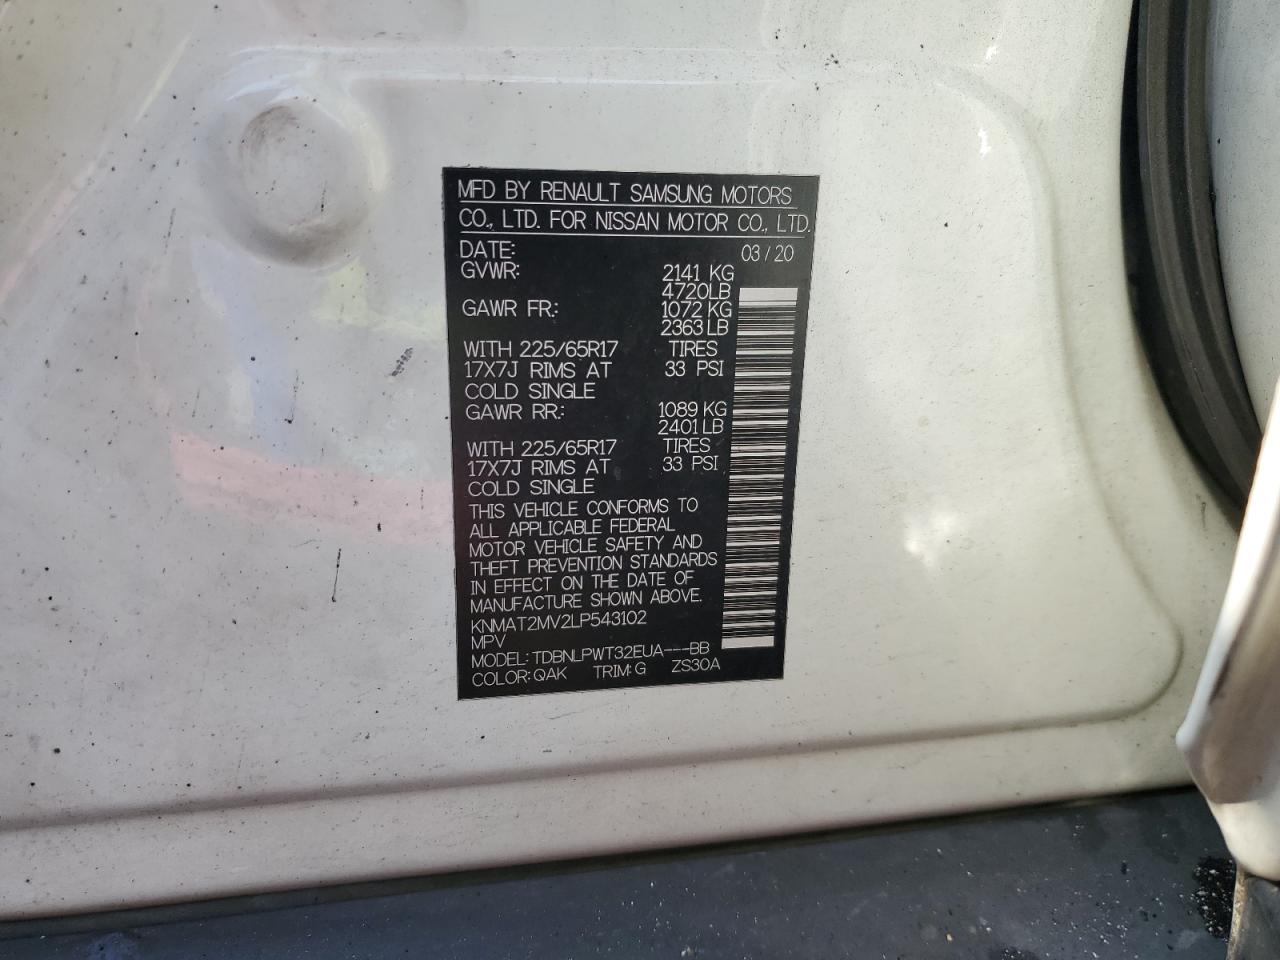 MFD BY RENAULT SAMSUNG MOTORS
CO., LTD. FOR NISSAN MOTOR CO., LTD.
DATE: 03/20
GVWR: 2141 KG
4720LB
GAWR FR.: 1072 KG
2363LB
WITH 225/65R17 TIRES
17X7J RIMS AT 33 PSI
COLD SINGLE
GAWR RR.: 1089 KG
2401LB
WITH 225/65R17 TIRES
17X7J RIMS AT 33 PSI
COLD SINGLE
THIS VEHICLE CONFORMS TO
ALL APPLICABLE FEDERAL
MOTOR VEHICLE SAFETY AND
THEFT PREVENTION STANDARDS
IN EFFECT ON THE DATE OF
MANUFACTURE SHOWN ABOVE.
KNMAT2MV2LP543102
MPV
MODEL: TDBNLPWT32EUA---BB
COLOR: QAK TRIM: G ZS30A